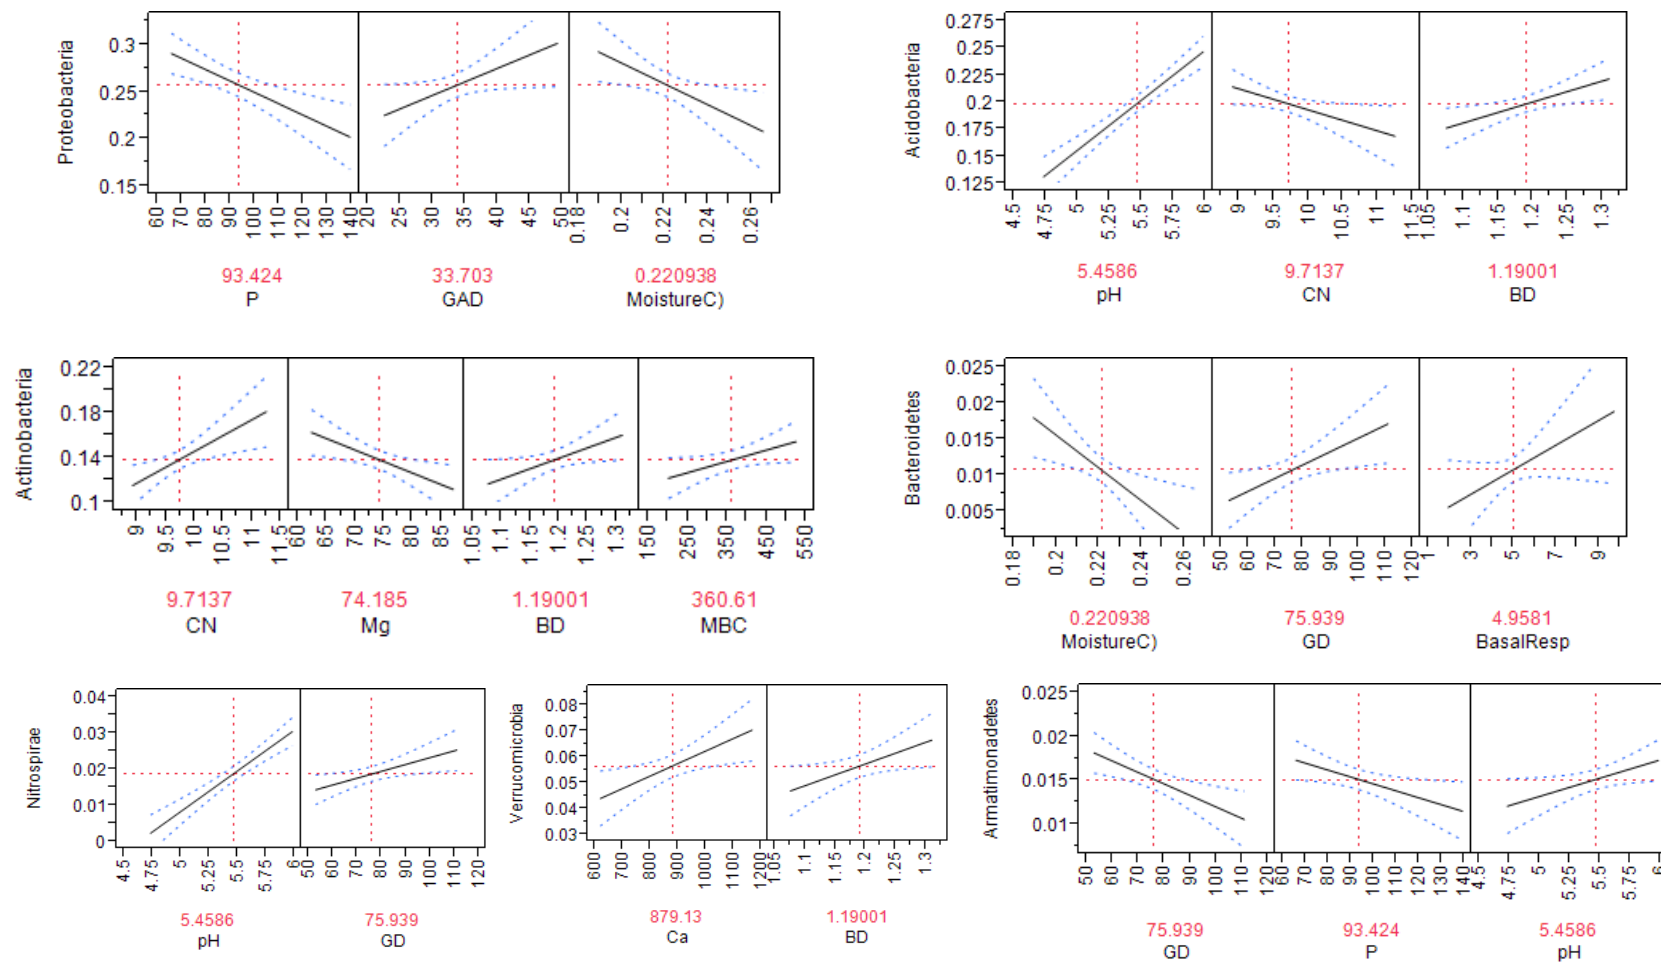 Proteobacteria
0.3
0.25
0.2
0.15
60 70 80 90 100 110 120 130 140 20 25 30 35 40 45 50 0.18 0.2 0.22 0.24 0.26
93.424 33.703 0.220938
P GAD MoistureC)
Acidobacteria
0.275
0.25
0.225
0.2
0.175
0.15
0.125
4.5 4.75 5 5.25 5.5 5.75 6 9 9.5 10 10.5 11 11.5 1.05 1.1 1.15 1.2 1.25 1.3
5.4586 9.7137 1.19001
pH CN BD
Actinobacteria
0.22
0.18
0.14
0.1
9 9.5 10 10.5 11 11.5 60 65 70 75 80 85 1.05 1.1 1.15 1.2 1.25 1.3 150 250 350 450 550
9.7137 74.185 1.19001 360.61
CN Mg BD MBC
Bacteroidetes
0.025
0.02
0.015
0.01
0.005
0.18 0.2 0.22 0.24 0.26 50 60 70 80 90 100 110 120 1 3 5 7 9
0.220938 75.939 4.9581
MoistureC) GD BasalResp
Nitrospirae
0.04
0.03
0.02
0.01
0
4.5 4.75 5 5.25 5.5 5.75 6 50 60 70 80 90 100 110 120
5.4586 75.939
pH GD
Verrucomicrobia
0.08
0.07
0.06
0.05
0.04
0.03
600 700 800 900 1000 1100 1200 1.05 1.1 1.15 1.2 1.25 1.3
879.13 1.19001
Ca BD
Armatimonadetes
0.025
0.02
0.015
0.01
50 60 70 80 90 100 110 120 60 70 80 90 100 110 120 130 140 4.5 4.75 5 5.25 5.5 5.75 6
75.939 93.424 5.4586
GD P pH